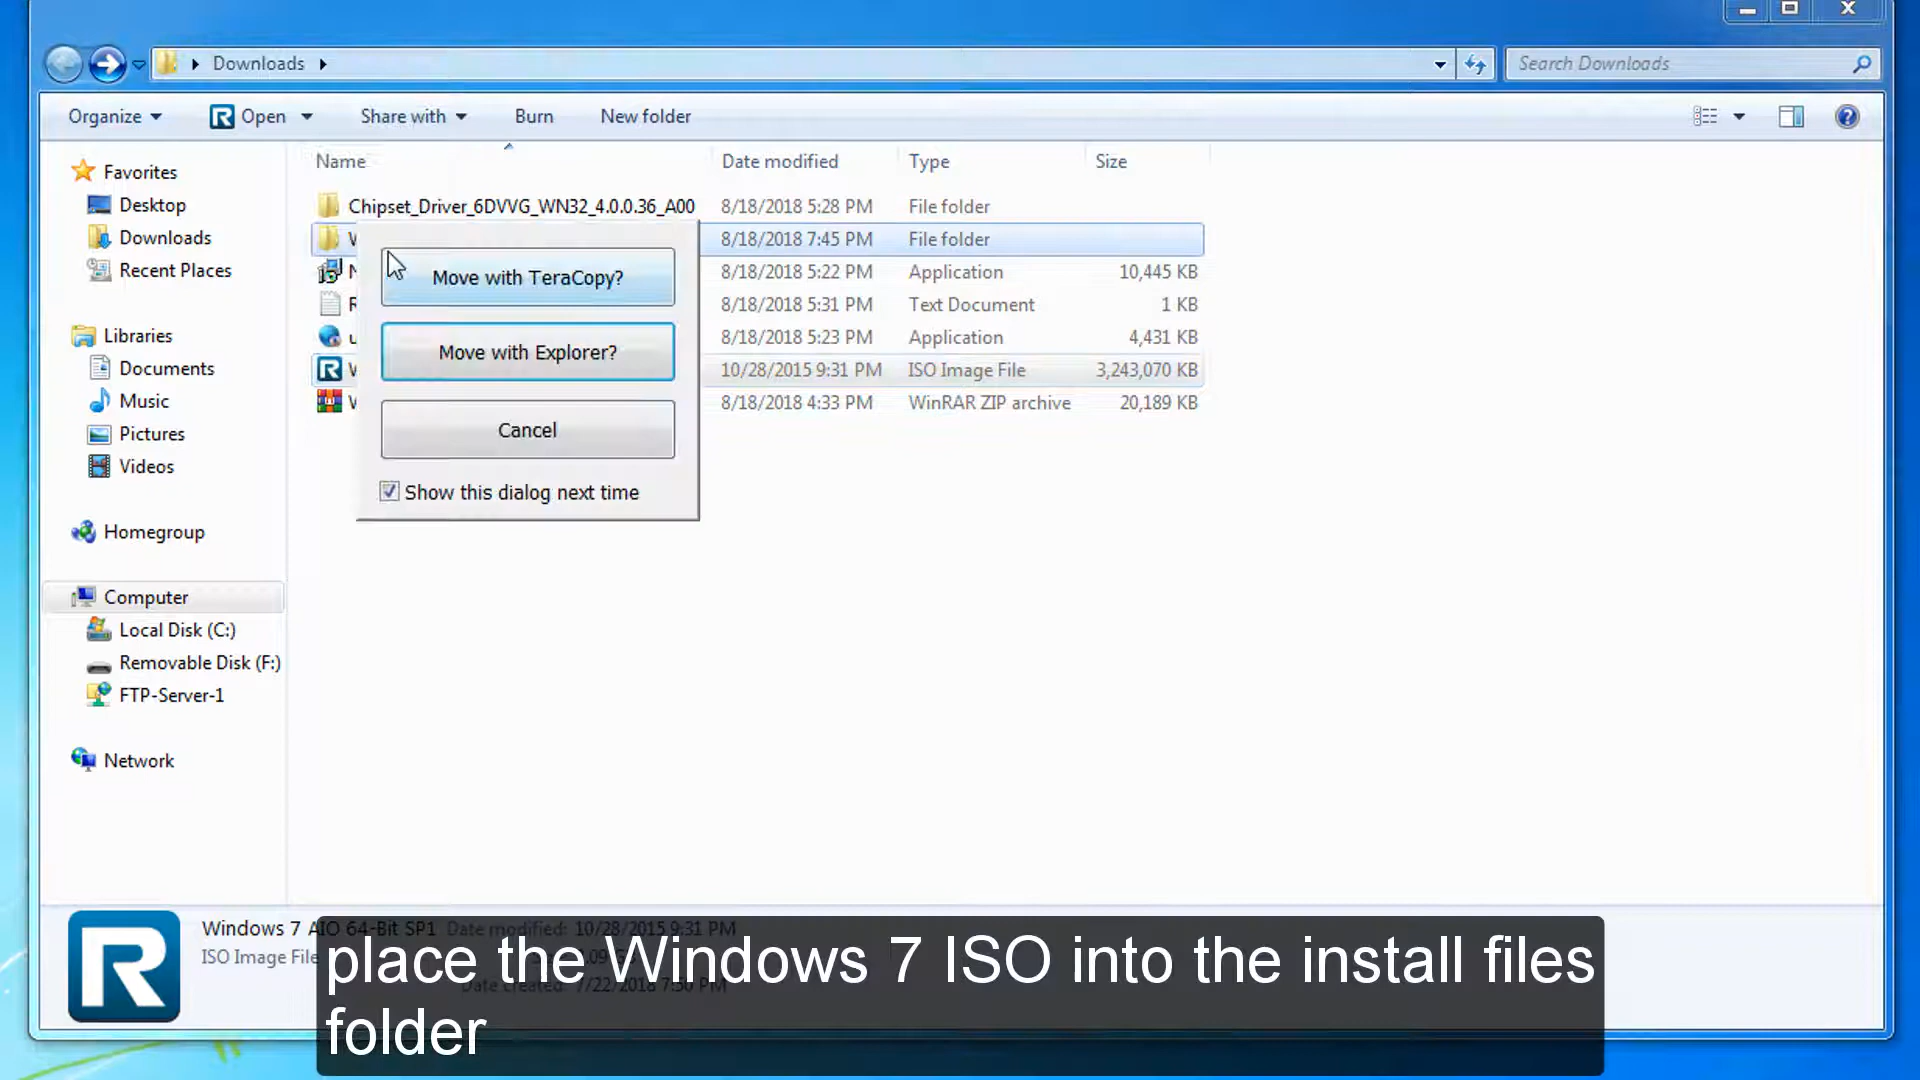 Downloads
Search Downloads
Organize
Open
Share with
Burn
New folder
Name
Date modified
Type
Size
Chipset_Driver_6DVVG_WN32_4.0.0.36_A00 8/18/2018 5:28 PM File folder
8/18/2018 7:45 PM File folder
8/18/2018 5:22 PM Application 10,445 KB
8/18/2018 5:31 PM Text Document 1 KB
8/18/2018 5:23 PM Application 4,431 KB
10/28/2015 9:31 PM ISO Image File 3,243,070 KB
8/18/2018 4:33 PM WinRAR ZIP archive 20,189 KB
Move with TeraCopy?
Move with Explorer?
Cancel
Show this dialog next time
Favorites
Desktop
Downloads
Recent Places
Libraries
Documents
Music
Pictures
Videos
Homegroup
Computer
Local Disk (C:)
Removable Disk (F:)
FTP-Server-1
Network
Windows 7 AIO 64-Bit SP1 Date modified: 10/28/2015 9:31 PM
ISO Image File
Date created: 7/22/2018 7:50 PM
R
place the Windows 7 ISO into the install files
folder